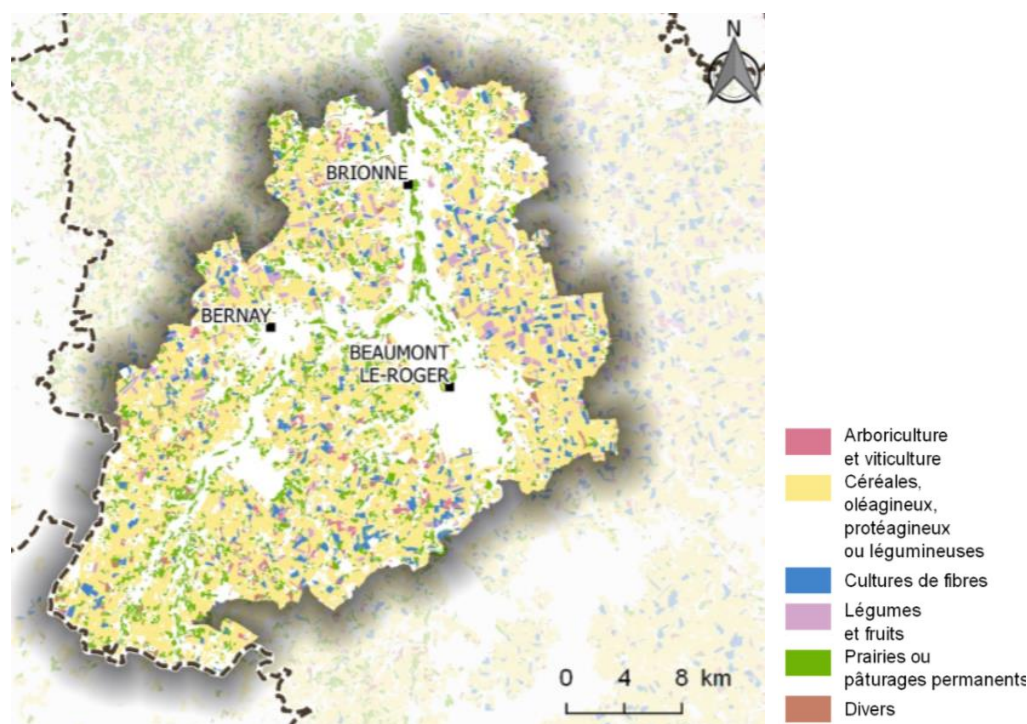 N
BRIONNE
BERNAY
BEAUMONT
LE-ROGER
0 4 8 km
Arboriculture
et viticulture
Céréales,
oléagineux,
protéagineux
ou légumineuses
Cultures de fibres
Légumes
et fruits
Prairies ou
pâturages permanents
Divers